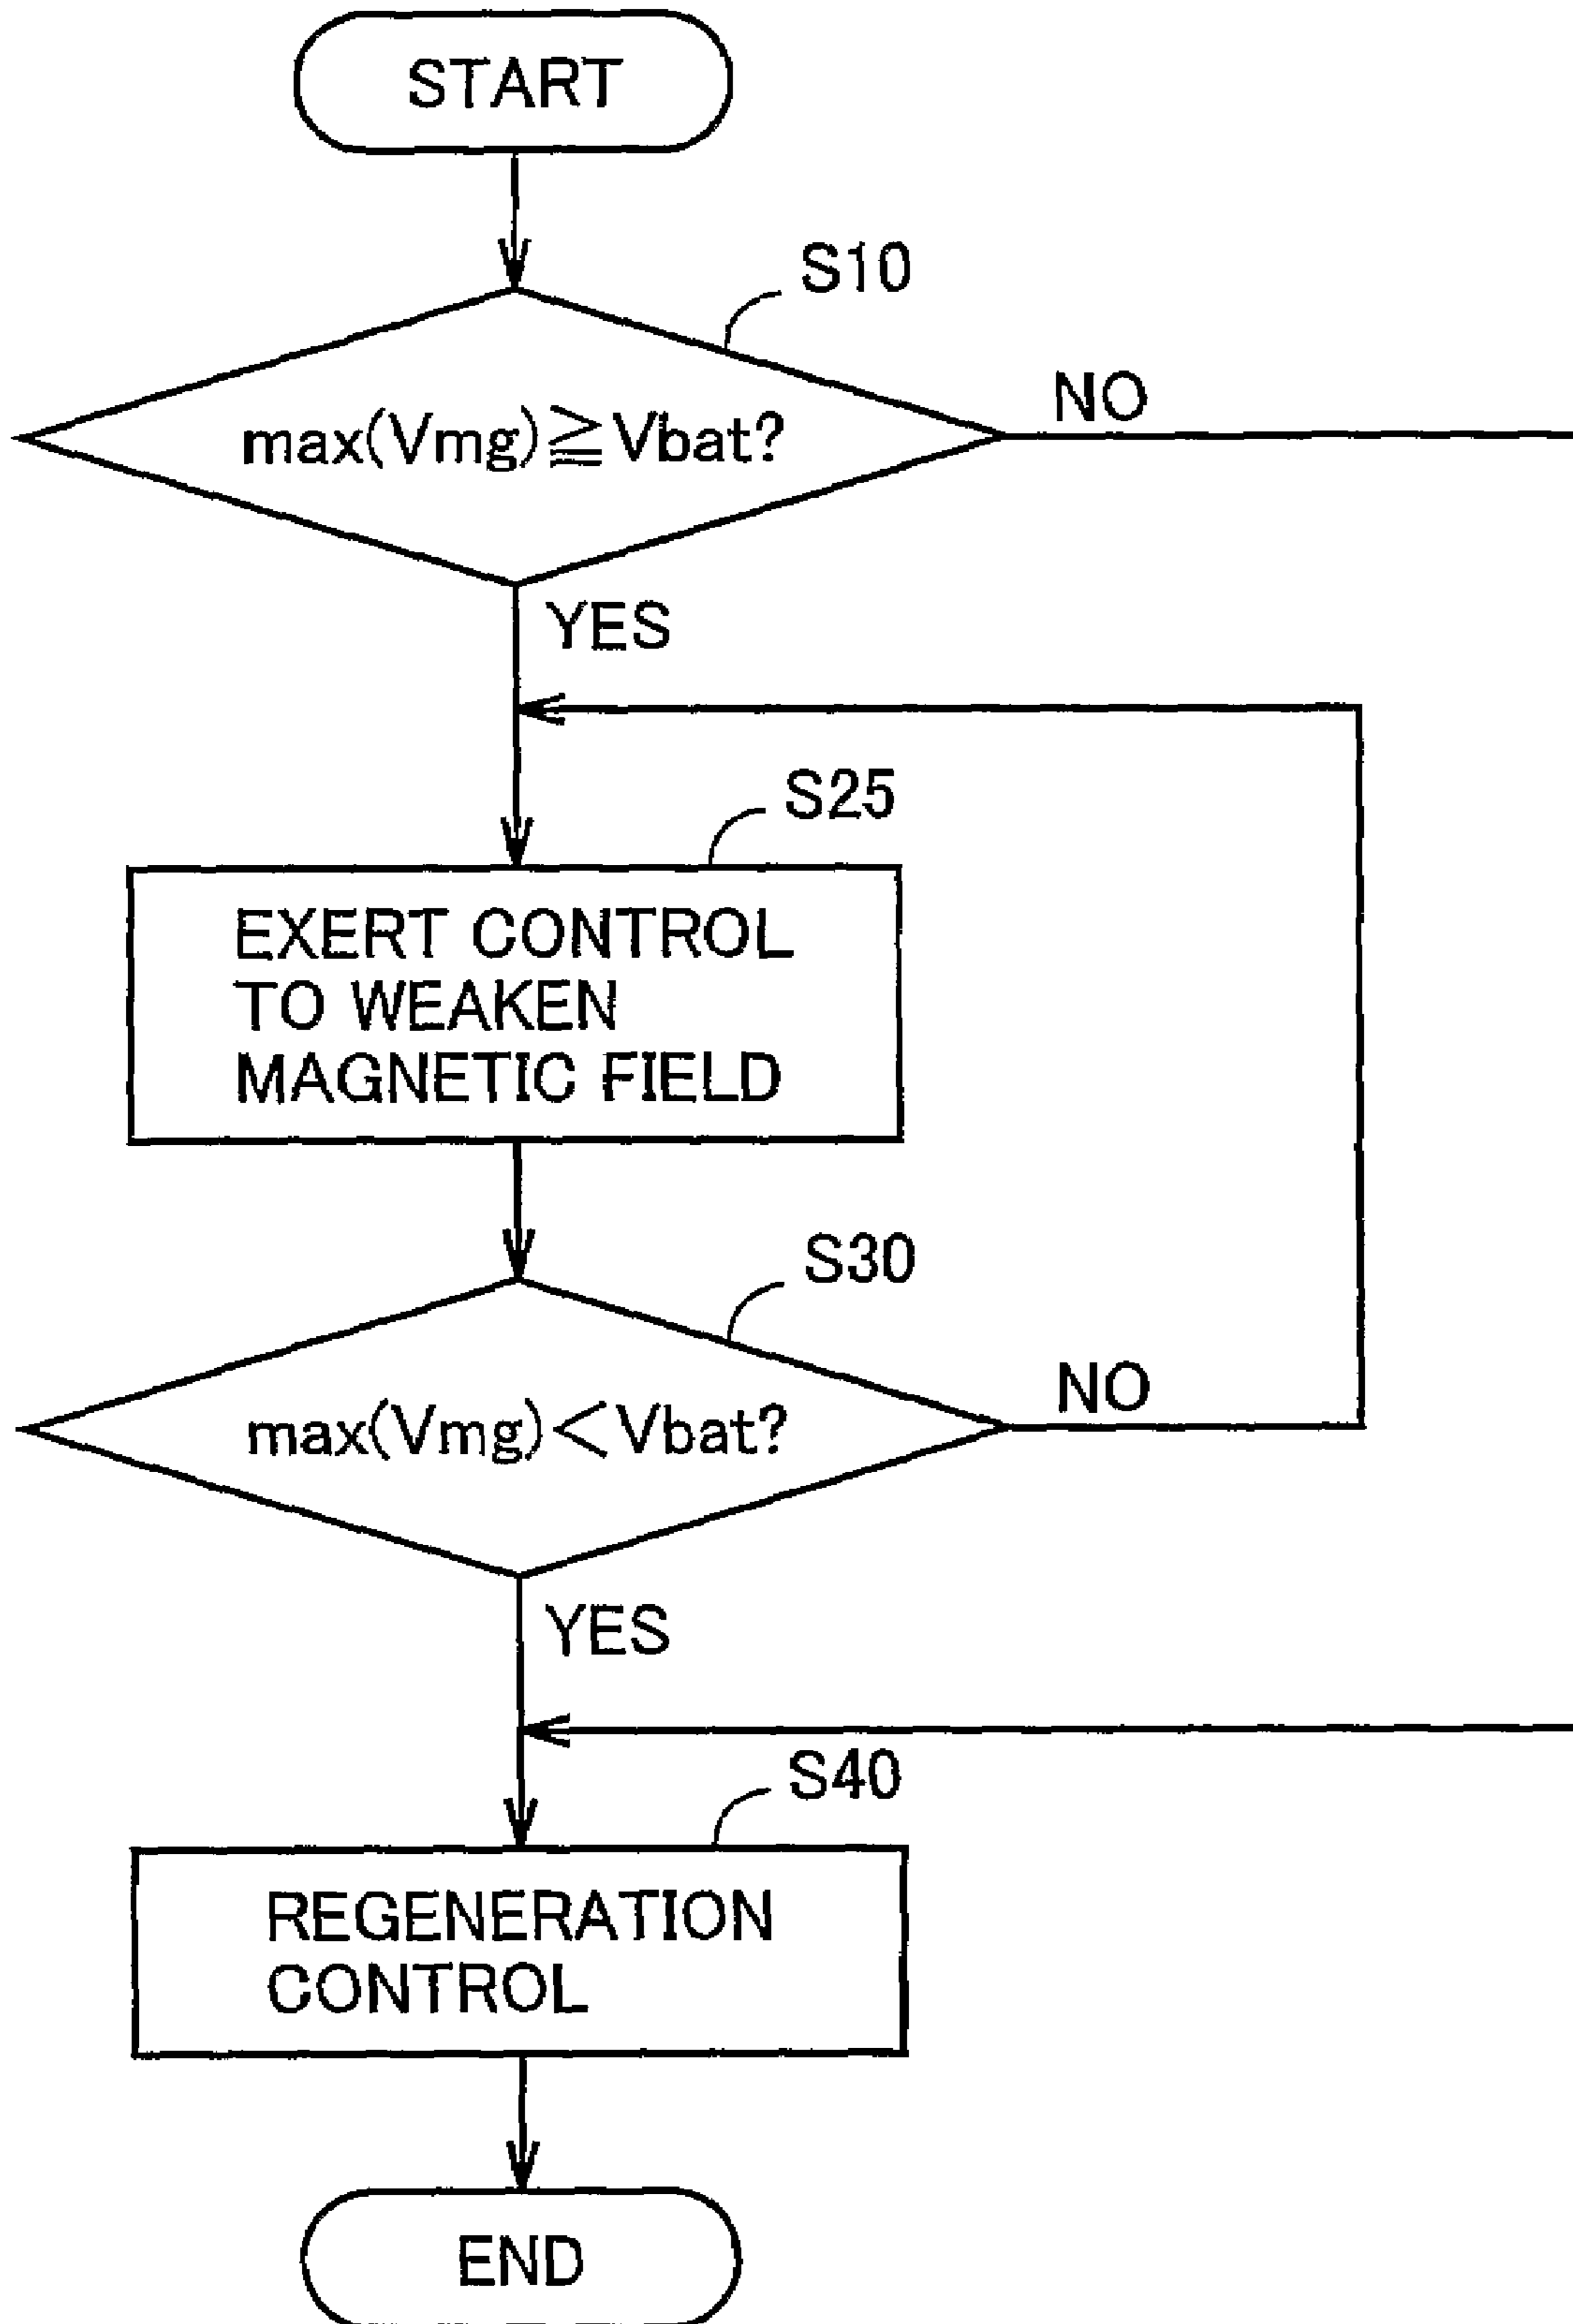 START
S10
max(Vmg)≧Vbat?
NO
YES
S25
EXERT CONTROL
TO WEAKEN
MAGNETIC FIELD
S30
max(Vmg)<Vbat?
NO
YES
S40
REGENERATION
CONTROL
END